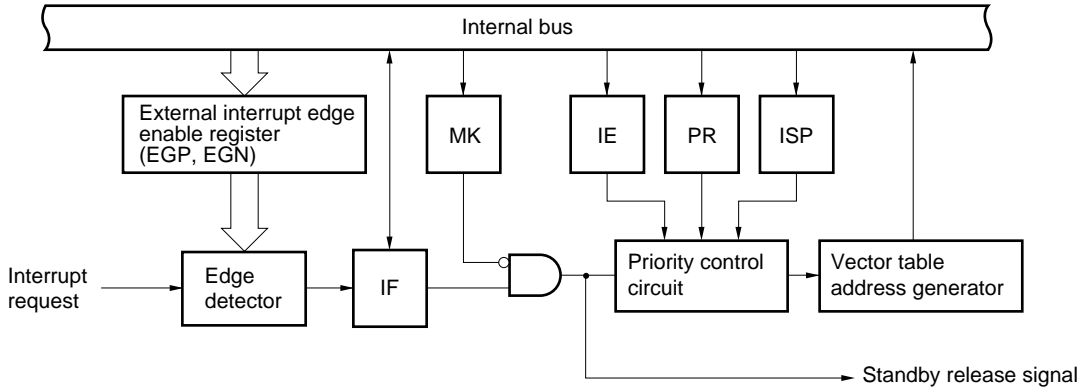 Internal bus
External interrupt edge
enable register
(EGP, EGN)
MK
IE
PR
ISP
Interrupt
request
Edge
detector
IF
Priority control
circuit
Vector table
address generator
Standby release signal